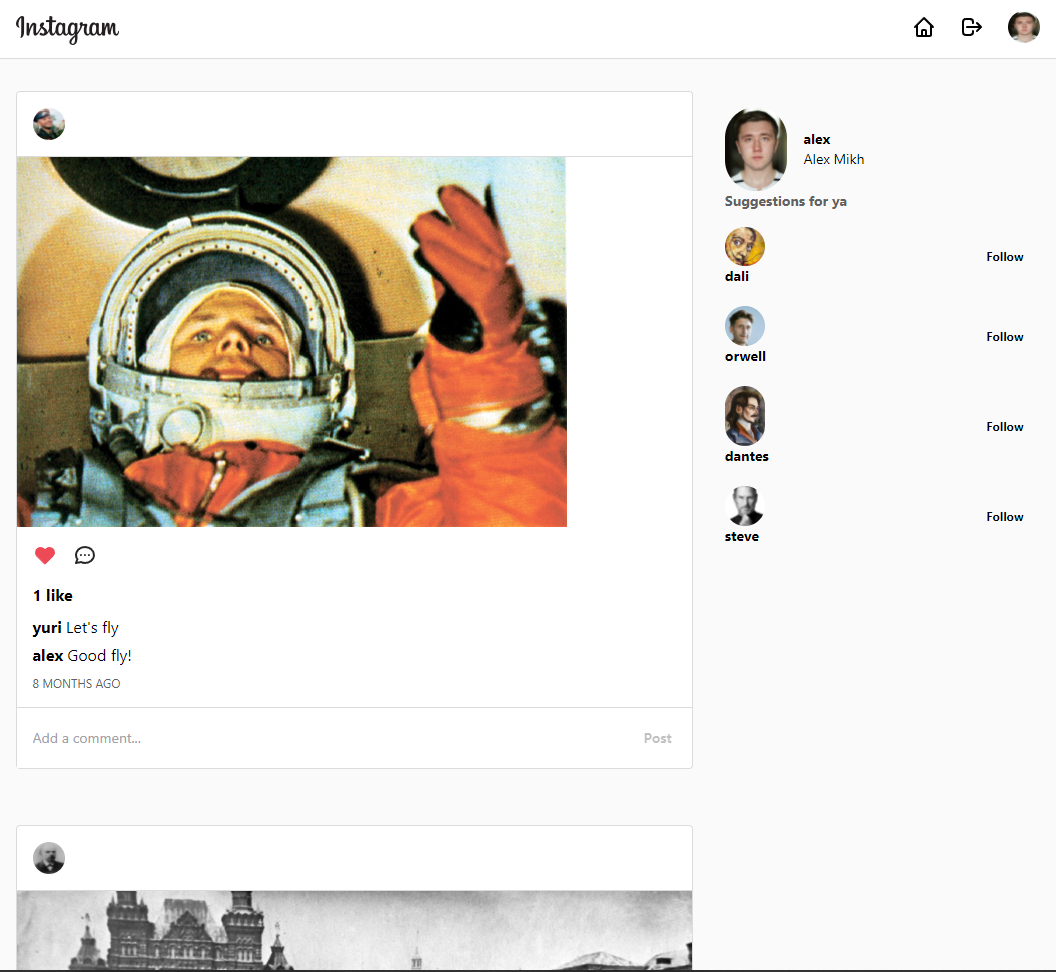 Instagram
alex
Alex Mikh
Suggestions for ya
dali
Follow
orwell
Follow
dantes
Follow
steve
Follow
1 like
yuri Let's fly
alex Good fly!
8 MONTHS AGO
Add a comment...
Post